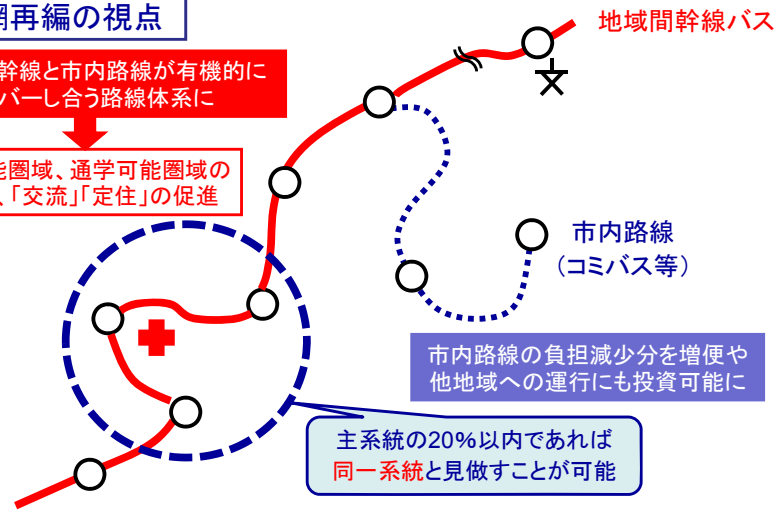 網再編の視点
地域間幹線バス
幹線と市内路線が有機的に
バーし合う路線体系に
能圏域、通学可能圏域の
、「交流」「定住」の促進
市内路線
（コミバス等）
市内路線の負担減少分を増便や
他地域への運行にも投資可能に
主系統の20%以内であれば
同一系統と見做すことが可能